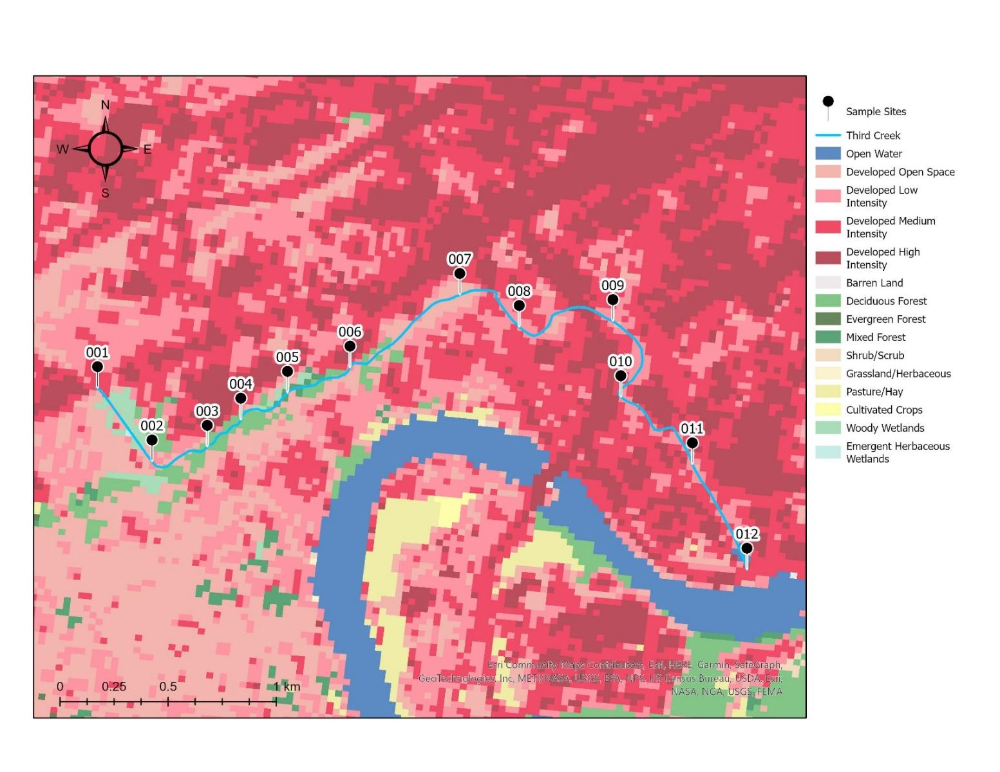 N
W
E
S
007
009
008
006
001
005
010
004
003
002
011
012
0
0.25
0.5
1 km
Esri Community Maps Contributors, Esri, HERE, Garmin, SafeGraph,
GeoTechnologies, Inc, METI/NASA, USGS, EPA, NPS, US Census Bureau, USDA, Esri,
NASA, NGA, USGS, FEMA
Sample Sites
Third Creek
Open Water
Developed Open Space
Developed Low
Intensity
Developed Medium
Intensity
Developed High
Intensity
Barren Land
Deciduous Forest
Evergreen Forest
Mixed Forest
Shrub/Scrub
Grassland/Herbaceous
Pasture/Hay
Cultivated Crops
Woody Wetlands
Emergent Herbaceous
Wetlands